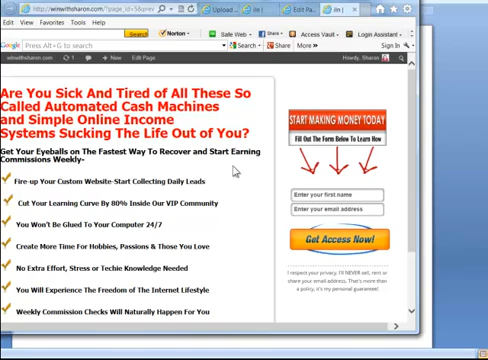 winwithsharon.com/?page_id=56&prev
Upload ...
iln |
Edit Pa...
iln |
View Favorites Tools Help
Search
Norton
Safe Web
Share
Access Vault
Login Assistant
Google
Press Alt+G to search
Search
Share
More »
Sign In
winwithsharon.com
1
+ New
Edit Page
Howdy, Sharon
Are You Sick And Tired of All These So
Called Automated Cash Machines
and Simple Online Income
Systems Sucking The Life Out of You?
Get Your Eyeballs on The Fastest Way To Recover and Start Earning
Commissions Weekly-
Fire-up Your Custom Website-Start Collecting Daily Leads
Cut Your Learning Curve By 80% Inside Our VIP Community
You Won't Be Glued To Your Computer 24/7
Create More Time For Hobbies, Passions & Those You Love
No Extra Effort, Stress or Techie Knowledge Needed
You Will Experience The Freedom of The Internet Lifestyle
Weekly Commission Checks Will Naturally Happen For You
START MAKING MONEY TODAY
Fill Out The Form Below To Learn How
Enter your first name
Enter your email address
Get Access Now!
I respect your privacy. I'll NEVER sell, rent or
share your email address. That's more than
a policy, it's my personal guarantee!